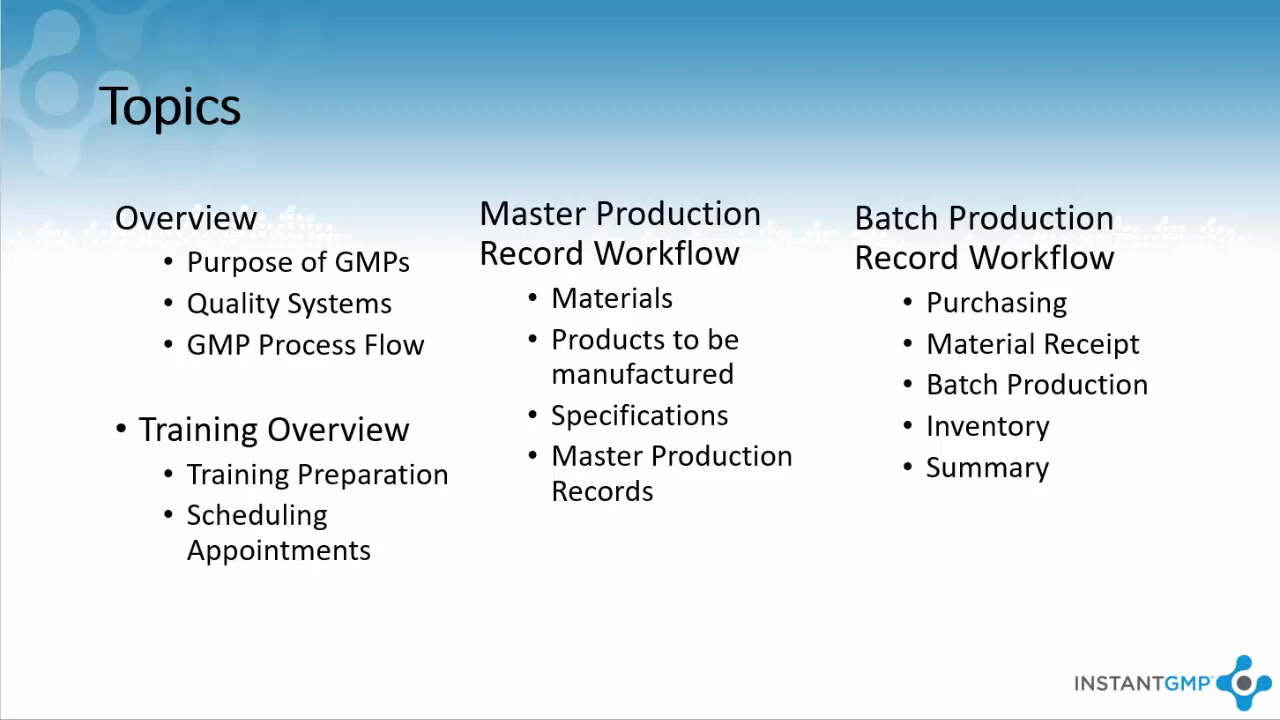 Topics
Overview
• Purpose of GMPs
• Quality Systems
• GMP Process Flow
• Training Overview
• Training Preparation
• Scheduling
Appointments
Master Production
Record Workflow
• Materials
• Products to be
manufactured
• Specifications
• Master Production
Records
Batch Production
Record Workflow
• Purchasing
• Material Receipt
• Batch Production
• Inventory
• Summary
INSTANTGMP™